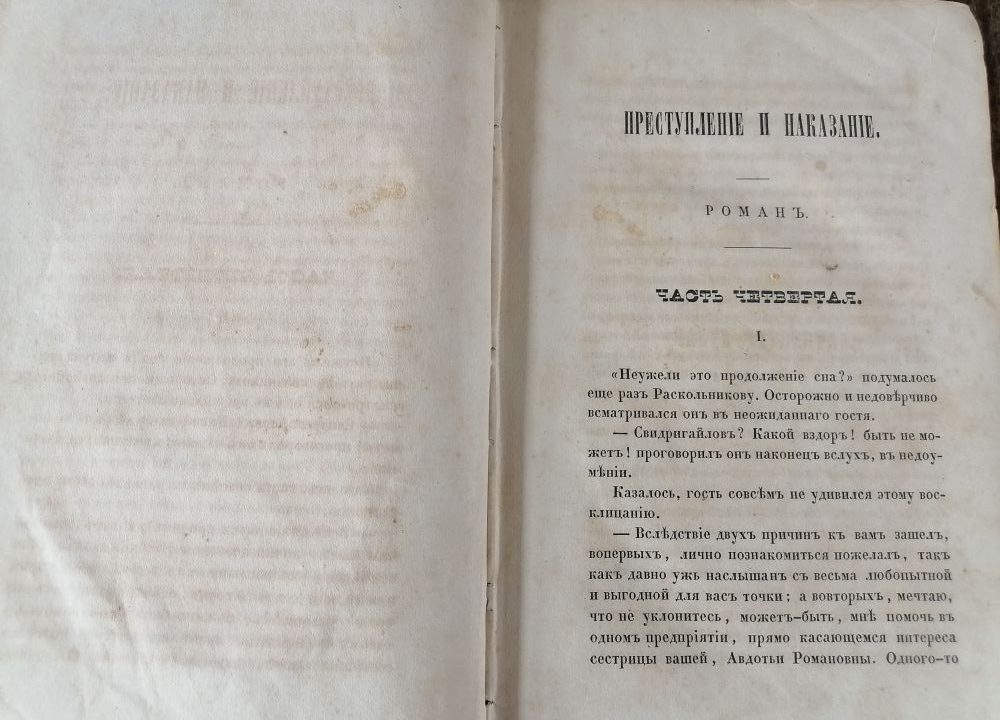 ПРЕСТУПЛЕНІЕ И НАКАЗАНІЕ.
РОМАНЪ.
ЧАСТЬ ЧЕТВЕРТАЯ.
I.
«Неужели это продолженіе сна?» подумалось
еще разъ Раскольникову. Осторожно и недовѣрчиво
всматривался онъ въ неожиданнаго гостя.
— Свидригайловъ? Какой вздоръ! быть не мо-
жетъ! проговорилъ онъ наконецъ вслухъ, въ недоу-
мѣніи.
Казалось, гость совсѣмъ не удивился этому вос-
клицанію.
— Вслѣдствіе двухъ причинъ къ вамъ зашелъ,
вопервыхъ, лично познакомиться пожелалъ, такъ
какъ давно ужь наслышанъ съ весьма любопытной
и выгодной для васъ точки; а вовторыхъ, мечтаю,
что не уклонитесь, можетъ-быть, мнѣ помочь въ
одномъ предпріятіи, прямо касающемся интереса
сестрицы вашей, Авдотьи Романовны. Одного-то